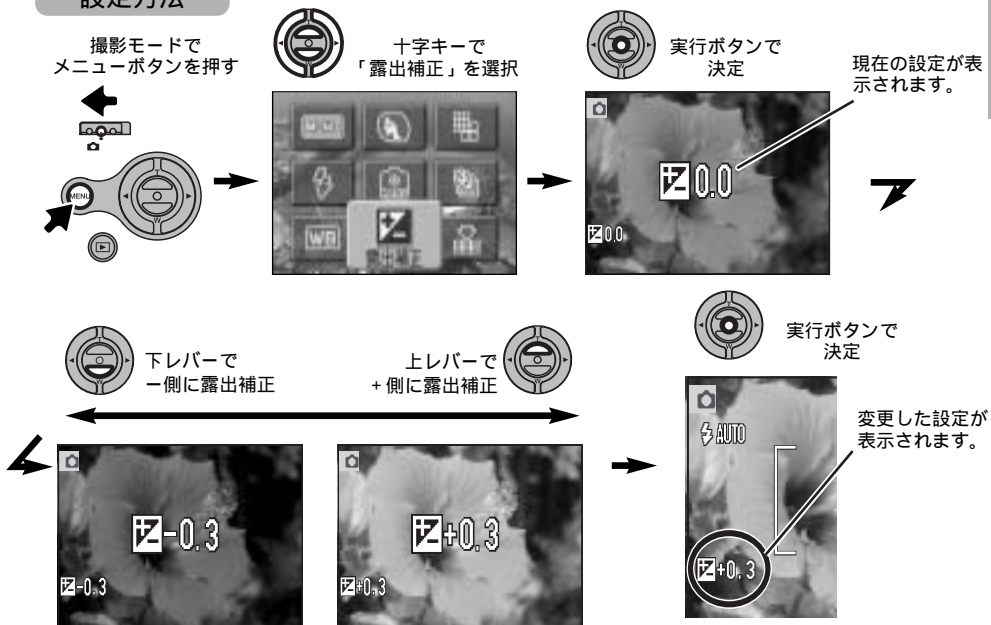 設定方法
撮影モードで
メニューボタンを押す
MENU
十字キーで
「露出補正」を選択
WB
露出補正
実行ボタンで
決定
現在の設定が表
示されます。
0.0
0.0
下レバーで
ー側に露出補正
上レバーで
+側に露出補正
-0.3
-0.3
+0.3
+0.3
実行ボタンで
決定
AUTO
+0.3
変更した設定が
表示されます。